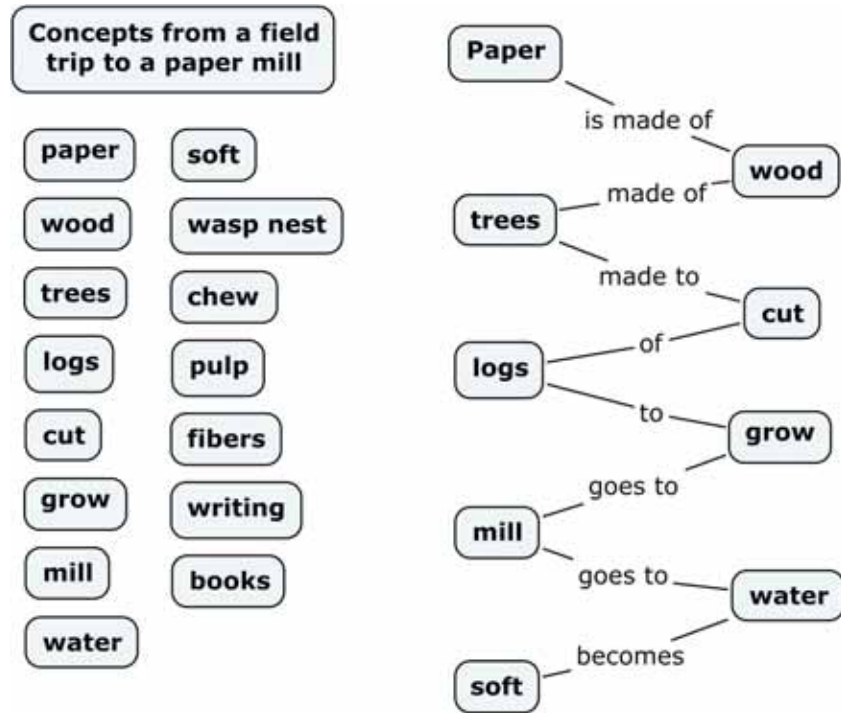 Concepts from a field
trip to a paper mill
paper
wood
trees
logs
cut
grow
mill
water
soft
wasp nest
chew
pulp
fibers
writing
books
Paper
is made of
wood
made of
trees
made to
cut
of
logs
to
grow
goes to
mill
goes to
water
becomes
soft